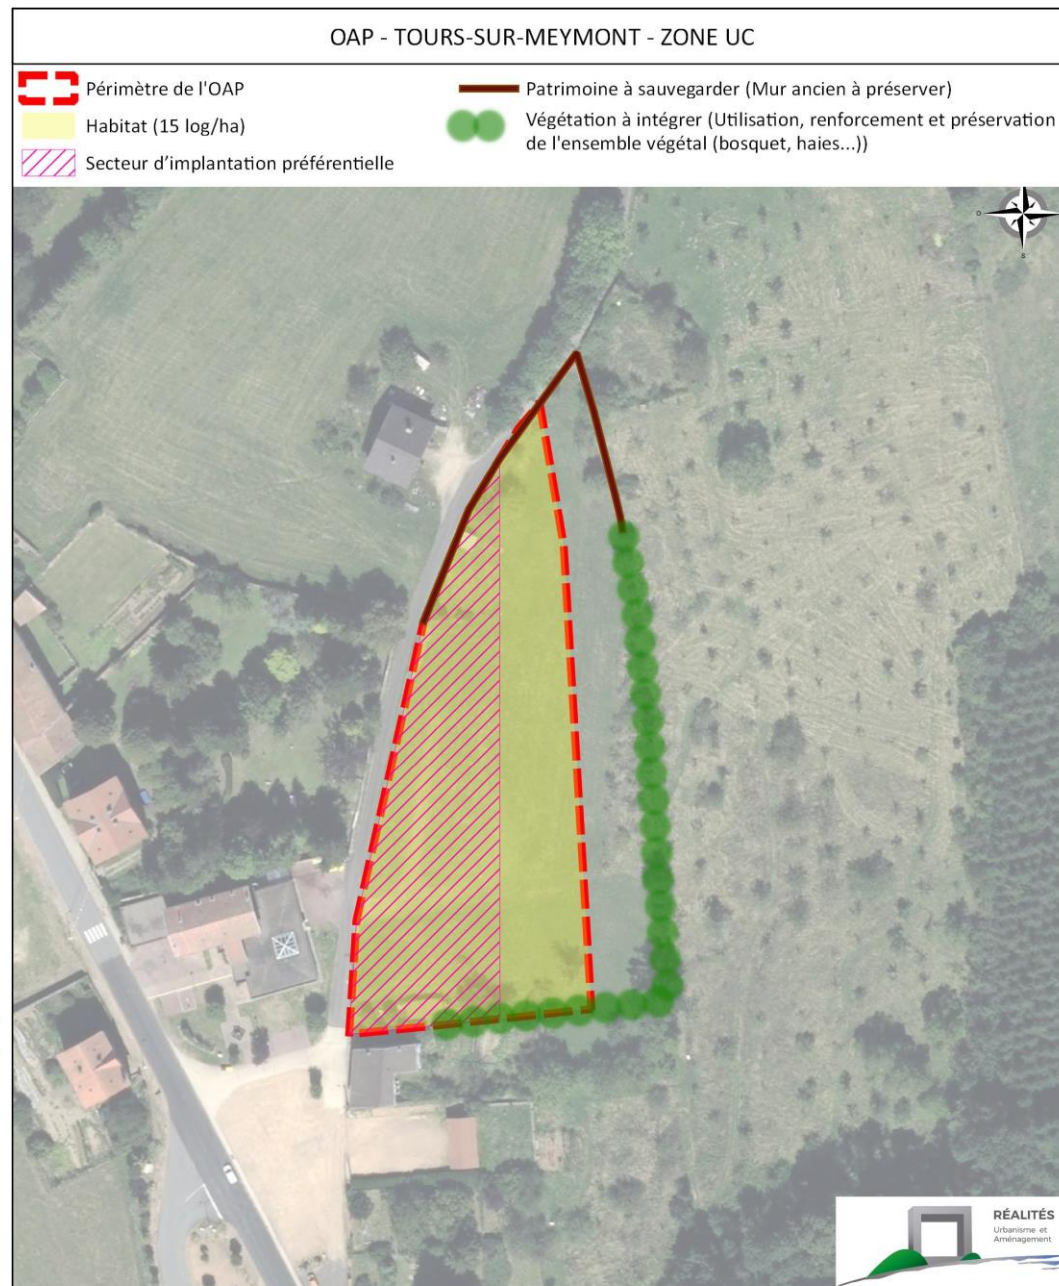 OAP - TOURS-SUR-MEYMONT - ZONE UC
Périmètre de l'OAP
Habitat (15 log/ha)
Secteur d’implantation préférentielle
Patrimoine à sauvegarder (Mur ancien à préserver)
Végétation à intégrer (Utilisation, renforcement et préservation
de l'ensemble végétal (bosquet, haies...))
O
S
RÉALITÉS
Urbanisme et
Aménagement